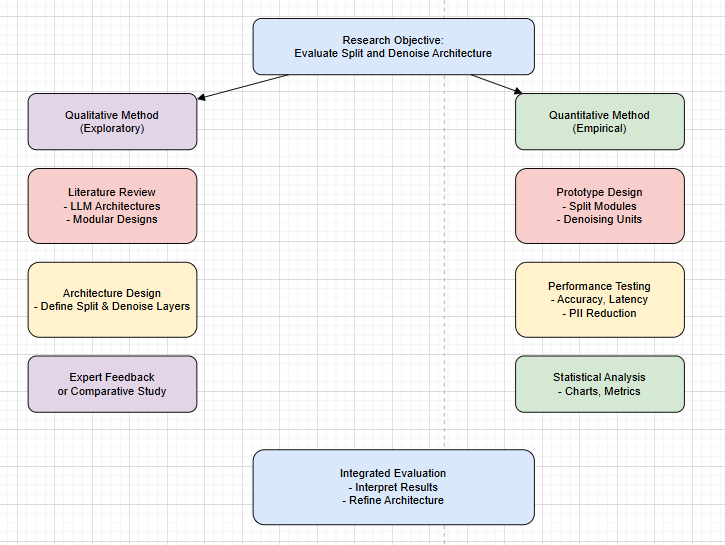 Research Objective:
Evaluate Split and Denoise Architecture
Qualitative Method
(Exploratory)
Quantitative Method
(Empirical)
Literature Review
- LLM Architectures
- Modular Designs
Prototype Design
- Split Modules
- Denoising Units
Architecture Design
- Define Split & Denoise Layers
Performance Testing
- Accuracy, Latency
- PII Reduction
Expert Feedback
or Comparative Study
Statistical Analysis
- Charts, Metrics
Integrated Evaluation
- Interpret Results
- Refine Architecture